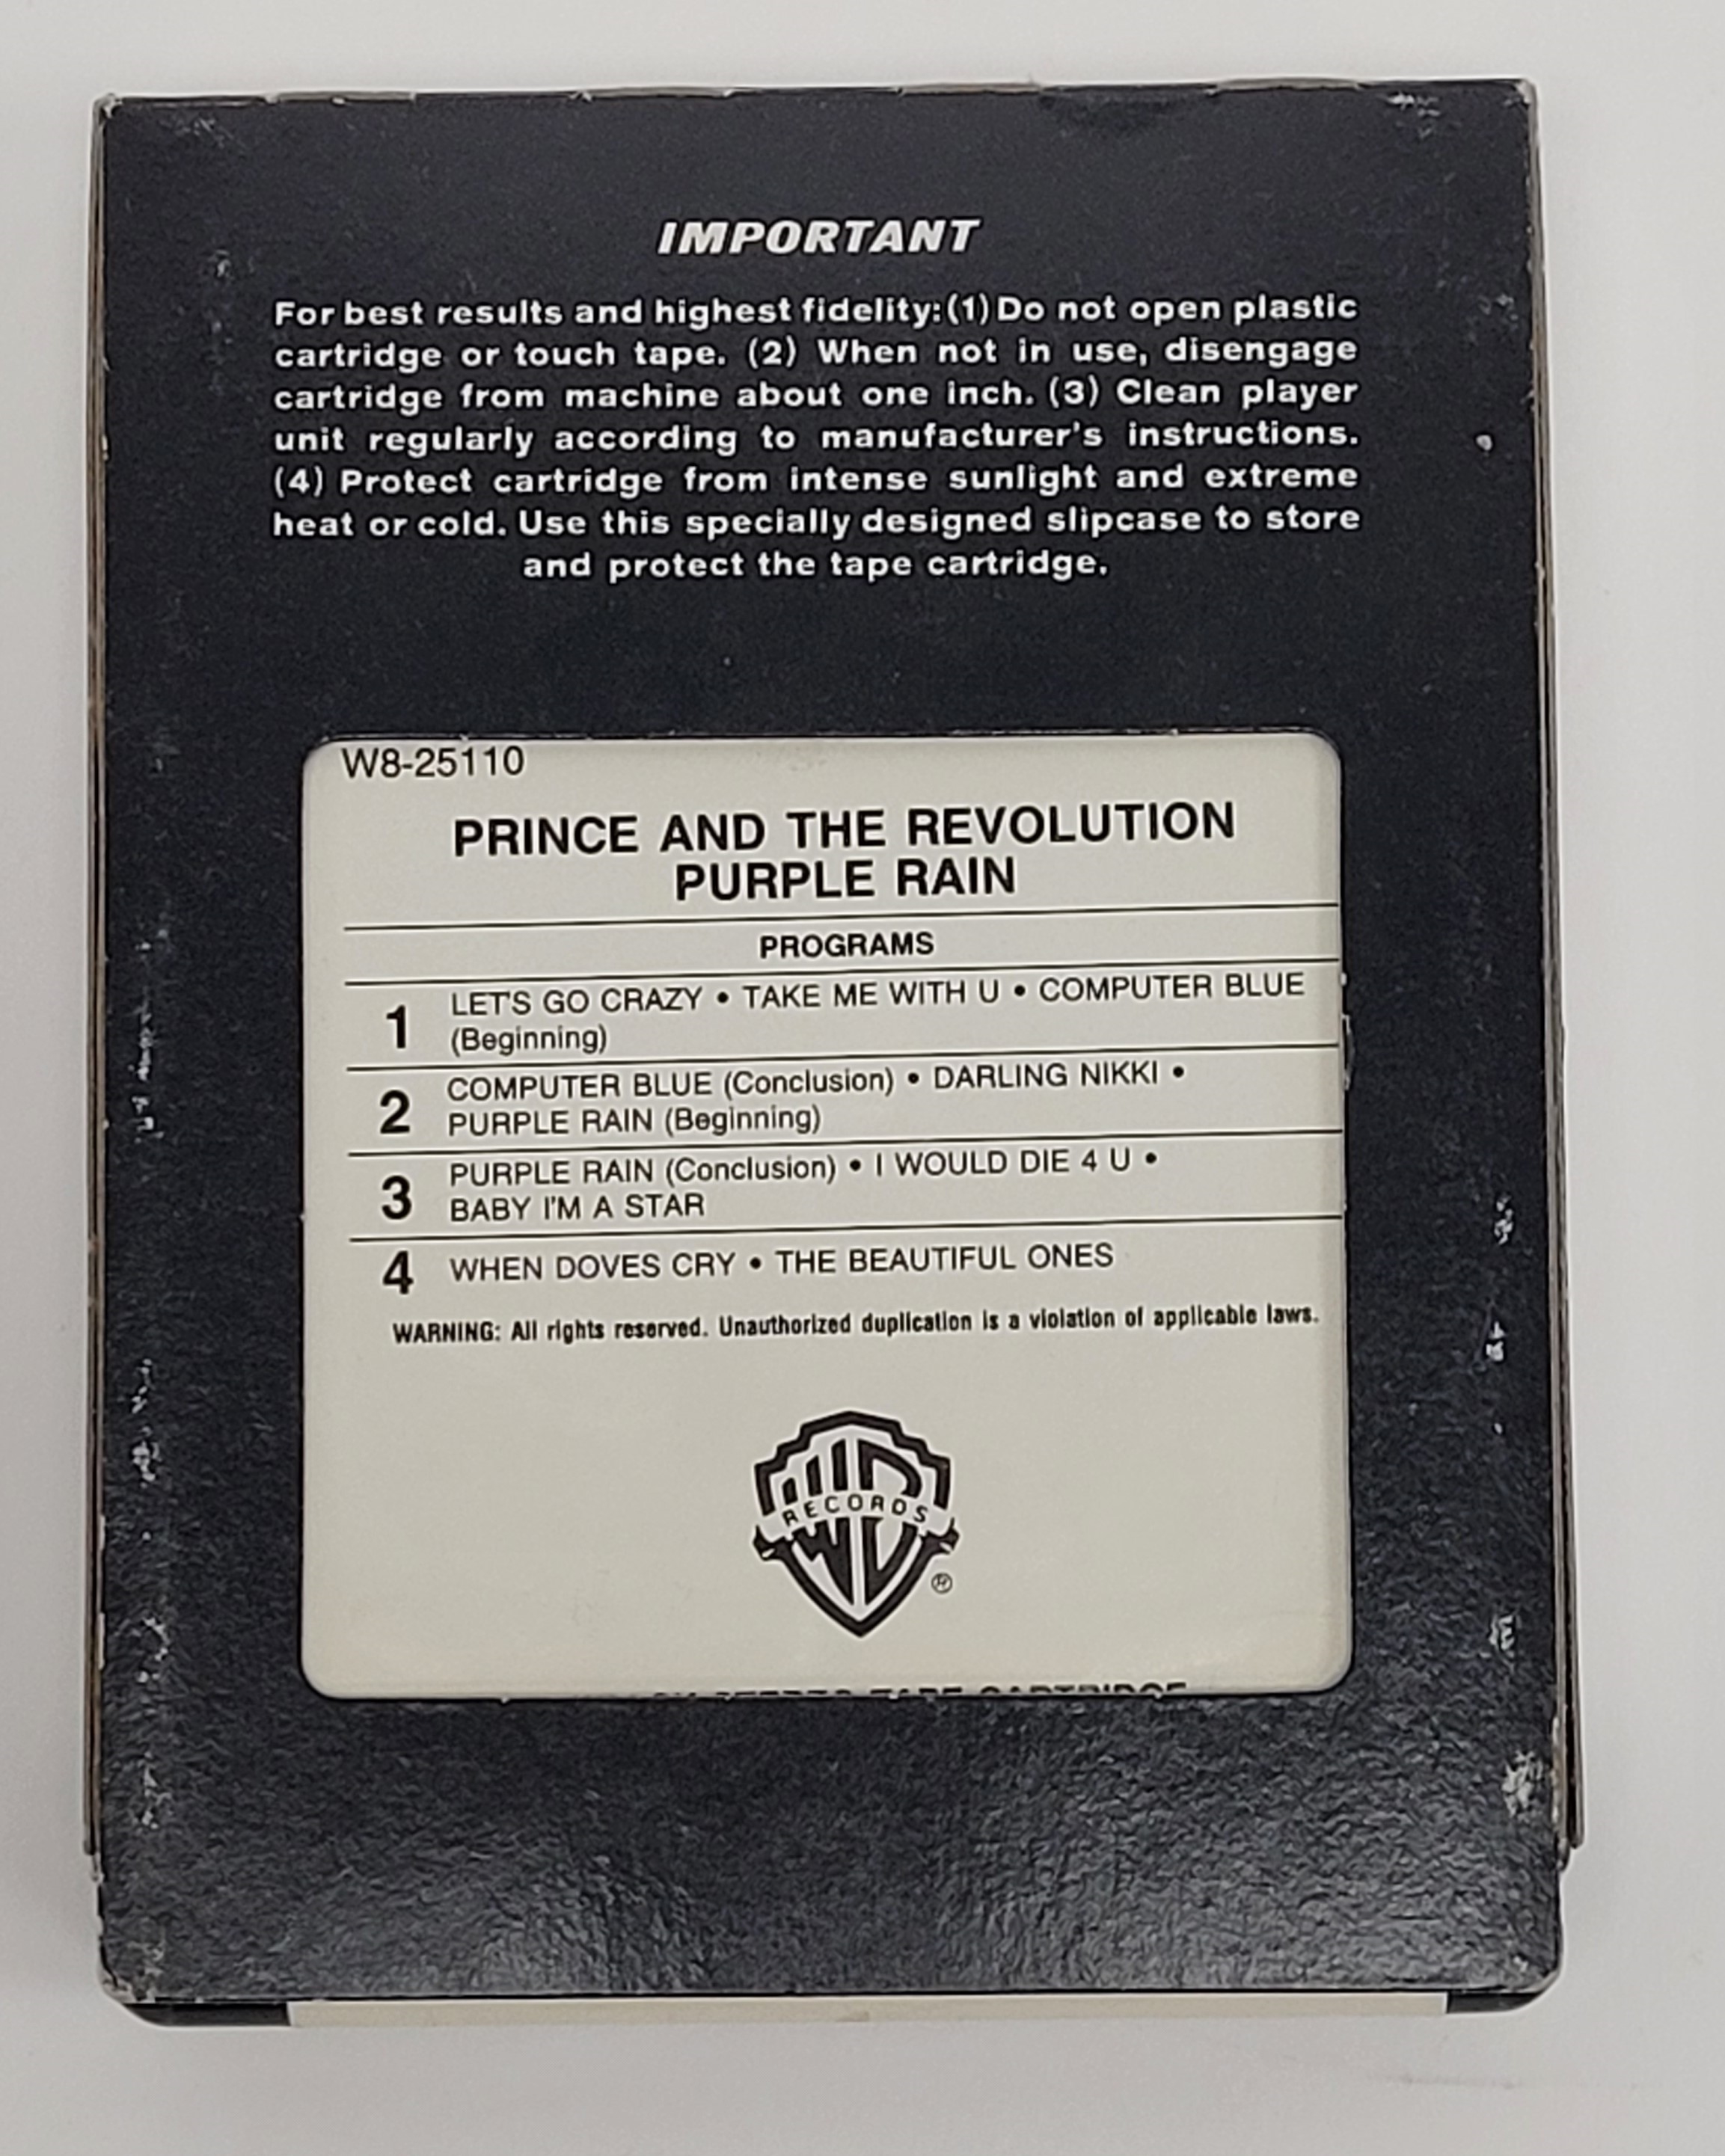 IMPORTANT
For best results and highest fidelity:(1) Do not open plastic
cartridge or touch tape. (2) When not in use, disengage
cartridge from machine about one inch. (3) Clean player
unit regularly according to manufacturer's instructions.
(4) Protect cartridge from intense sunlight and extreme
heat or cold. Use this specially designed slipcase to store
and protect the tape cartridge.
W8-25110
PRINCE AND THE REVOLUTION
PURPLE RAIN
PROGRAMS
1 LET'S GO CRAZY • TAKE ME WITH U • COMPUTER BLUE
(Beginning)
2 COMPUTER BLUE (Conclusion) • DARLING NIKKI •
PURPLE RAIN (Beginning)
3 PURPLE RAIN (Conclusion) • I WOULD DIE 4 U •
BABY I'M A STAR
4 WHEN DOVES CRY • THE BEAUTIFUL ONES
WARNING: All rights reserved. Unauthorized duplication is a violation of applicable laws.
RECORDS
®
STEREO TAPE CARTRIDGE